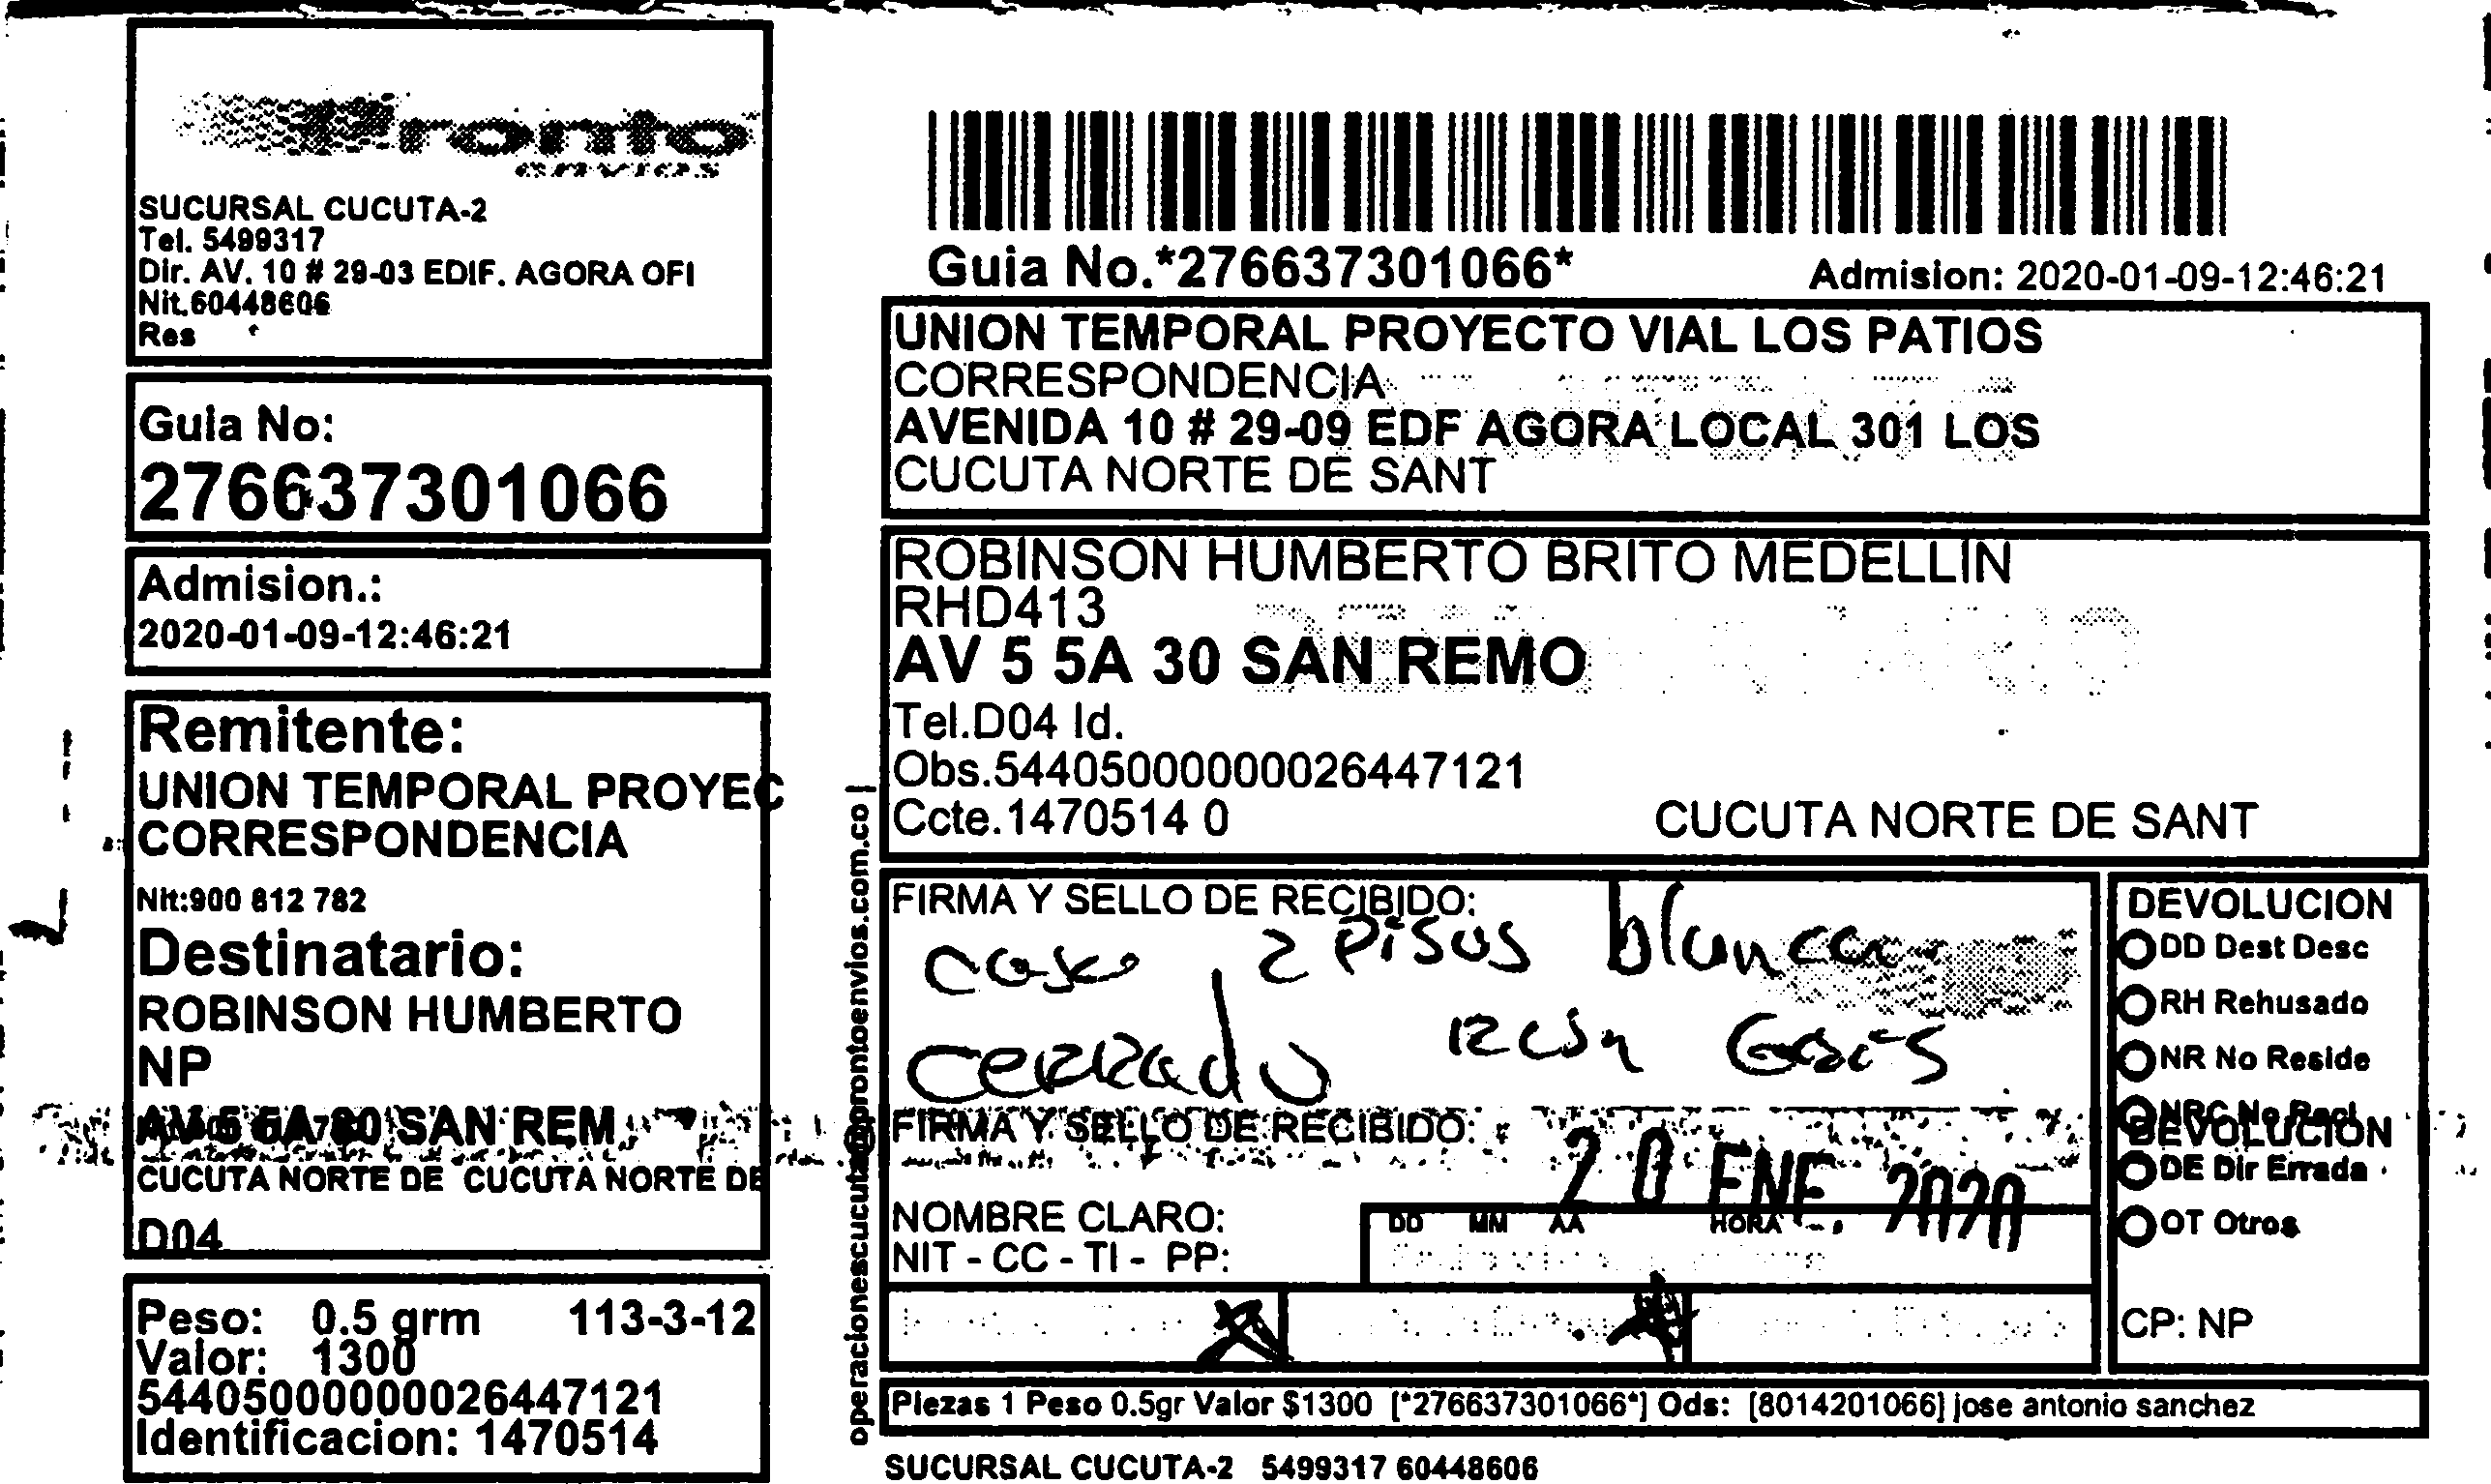 Pronto
envios
SUCURSAL CUCUTA-2
Tel. 5499317
Dir. AV. 10 # 29-03 EDIF. AGORA OFI
Nit.60448606
Res
Guia No:
276637301066
Admision.:
2020-01-09-12:46:21
Remitente:
UNION TEMPORAL PROYEC
CORRESPONDENCIA
Nit:900 812 782
Destinatario:
ROBINSON HUMBERTO
NP
AV 5 5A 30 SAN REM
CUCUTA NORTE DE CUCUTA NORTE DE
D04
Peso: 0.5 grm 113-3-12
Valor: 1300
544050000000026447121
Identificacion: 1470514
operacionescucuta@prontoenvios.com.co |
Guia No.*276637301066*
Admision: 2020-01-09-12:46:21
UNION TEMPORAL PROYECTO VIAL LOS PATIOS
CORRESPONDENCIA
AVENIDA 10 # 29-09 EDF AGORA LOCAL 301 LOS
CUCUTA NORTE DE SANT
ROBINSON HUMBERTO BRITO MEDELLIN
RHD413
AV 5 5A 30 SAN REMO
Tel.D04 Id.
Obs.544050000000026447121
Ccte.1470514 0 CUCUTA NORTE DE SANT
FIRMA Y SELLO DE RECIBIDO:
casa 2 Pisos blanca
cerrado
FIRMA Y SELLO DE RECIBIDO:
20 ENE. 2020
NOMBRE CLARO:
DD MM AA HORA
NIT - CC - TI - PP:
DEVOLUCION
DD Dest Desc
RH Rehusado
NR No Reside
NRC No Recl
DEVOLUCION
DE Dir Errada
OT Otros
CP: NP
Piezas 1 Peso 0.5gr Valor $1300 [*276637301066*] Ods: [8014201066] jose antonio sanchez
SUCURSAL CUCUTA-2 5499317 60448606